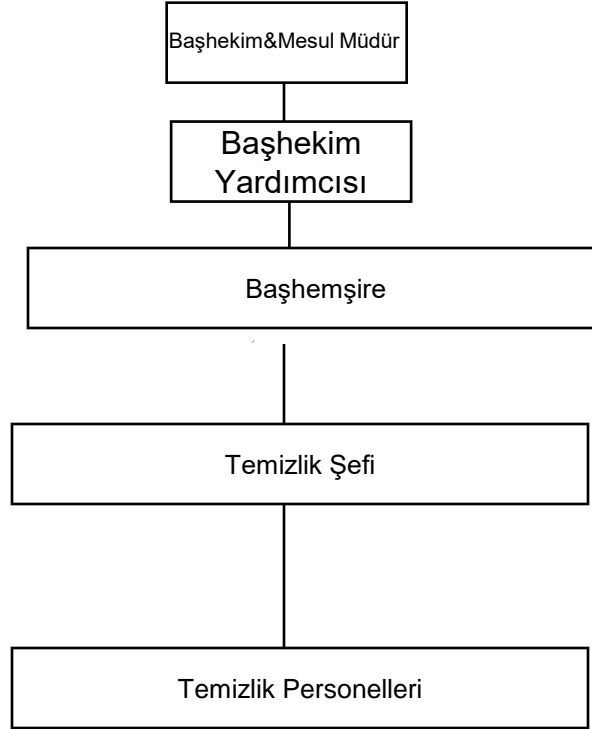 Başhekim&Mesul Müdür
Başhekim
Yardımcısı
Başhemşire
Temizlik Şefi
Temizlik Personelleri